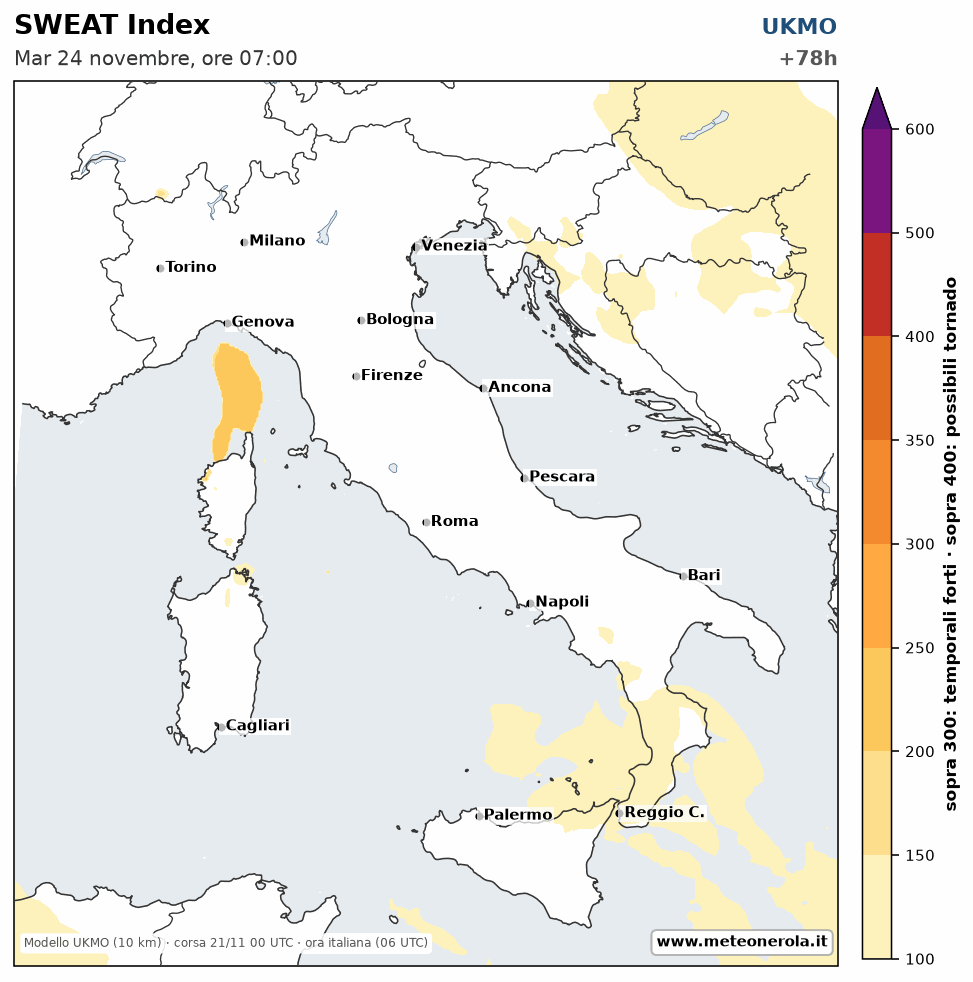 SWEAT Index
UKMO
Mar 24 novembre, ore 07:00
+78h
Milano
Venezia
Torino
Genova
Bologna
Firenze
Ancona
Pescara
Roma
Bari
Napoli
Cagliari
Palermo
Reggio C.
600
500
400
350
300
250
200
150
100
sopra 300: temporali forti · sopra 400: possibili tornado
Modello UKMO (10 km) · corsa 21/11 00 UTC · ora italiana (06 UTC)
www.meteonerola.it